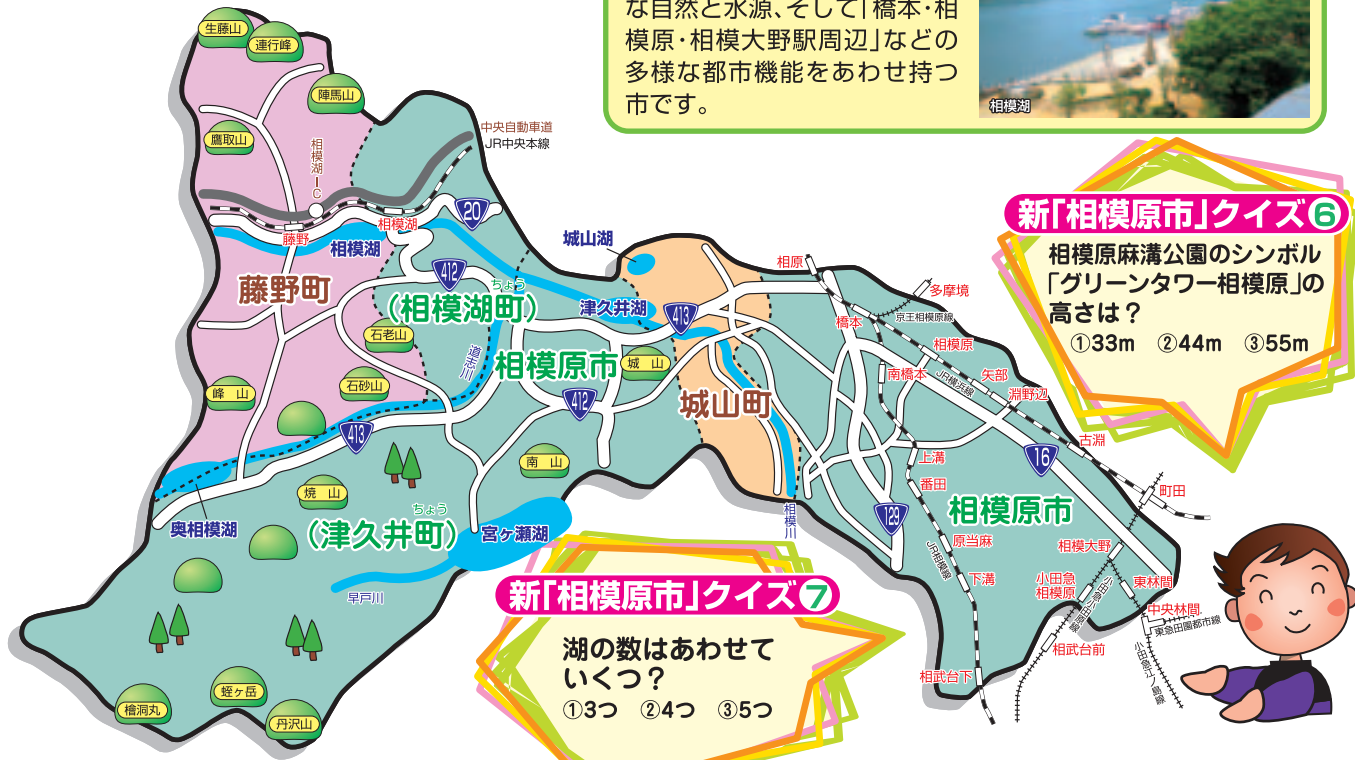 な自然と水源、そして「橋本・相
模原・相模大野駅周辺」などの
多様な都市機能をあわせ持つ
市です。
相模湖
生藤山
連行峰
陣馬山
鷹取山
相模湖IC
中央自動車道
JR中央本線
20
藤野
相模湖
相模湖
412
藤野町
ちょう
(相模湖町)
城山湖
津久井湖
413
石老山
道志川
相模原市
城 山
城山町
峰 山
石砂山
412
413
南 山
焼 山
奥相模湖
ちょう
(津久井町)
宮ヶ瀬湖
早戸川
相模川
檜洞丸
蛭ヶ岳
丹沢山
相原
多摩境
京王相模原線
橋本
相模原
南橋本
JR横浜線
矢部
淵野辺
古淵
上溝
16
番田
町田
相模原市
129
原当麻
JR相模線
相模大野
下溝
小田急
相模原
小田急小田原線
東林間
中央林間
東急田園都市線
相武台前
小田急江ノ島線
相武台下
新「相模原市」クイズ⑥
相模原麻溝公園のシンボル
「グリーンタワー相模原」の
高さは？
①33m ②44m ③55m
新「相模原市」クイズ⑦
湖の数はあわせて
いくつ？
①3つ ②4つ ③5つ